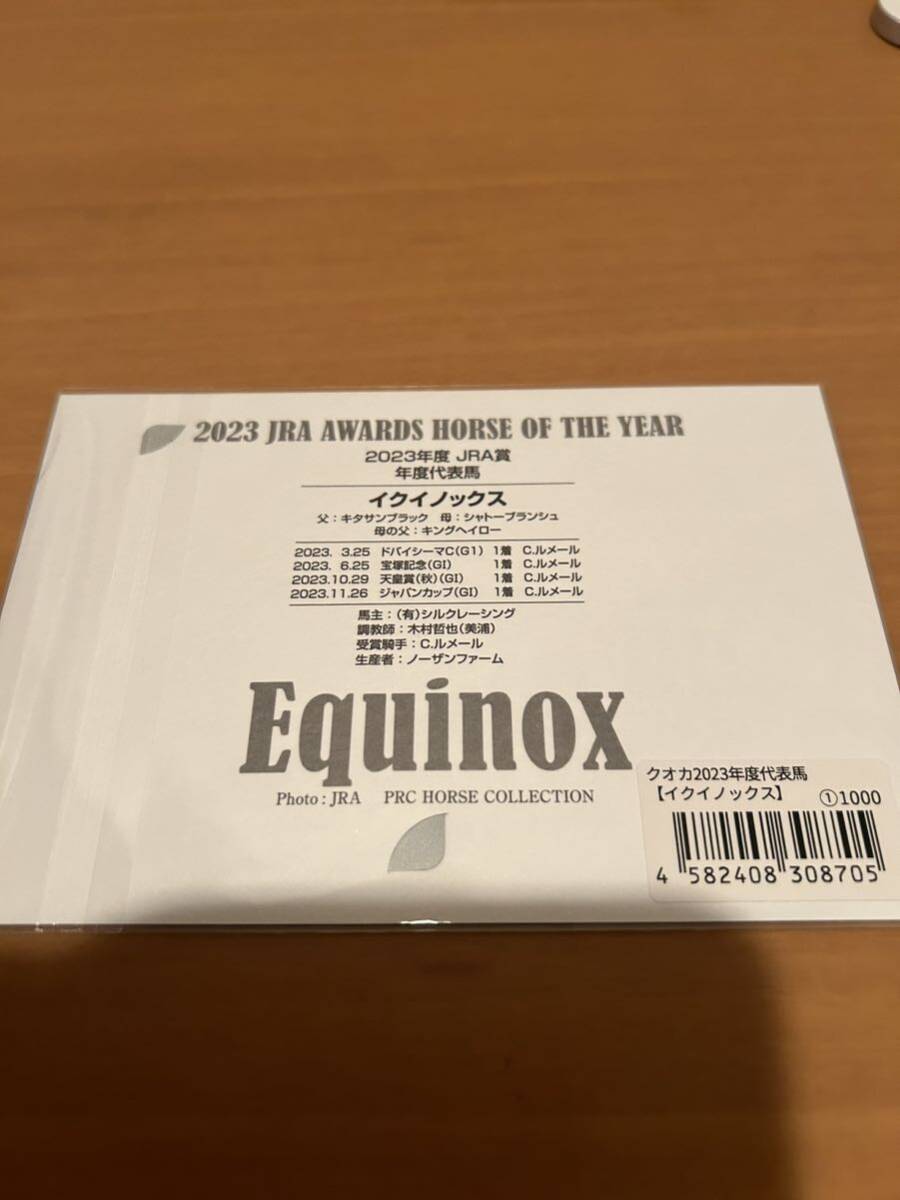 2023 JRA AWARDS HORSE OF THE YEAR
2023年度 JRA賞
年度代表馬
イクイノックス
父：キタサンブラック 母：シャトーブランシュ
母の父：キングヘイロー
2023. 3.25 ドバイシーマC(G1) 1着 C.ルメール
2023. 6.25 宝塚記念(GI) 1着 C.ルメール
2023.10.29 天皇賞(秋)(GI) 1着 C.ルメール
2023.11.26 ジャパンカップ(GI) 1着 C.ルメール
馬主：(有)シルクレーシング
調教師：木村哲也(美浦)
受賞騎手：C.ルメール
生産者：ノーザンファーム
Equinox
Photo : JRA PRC HORSE COLLECTION
クオカ2023年度代表馬
【イクイノックス】 ①1000
4 582408 308705